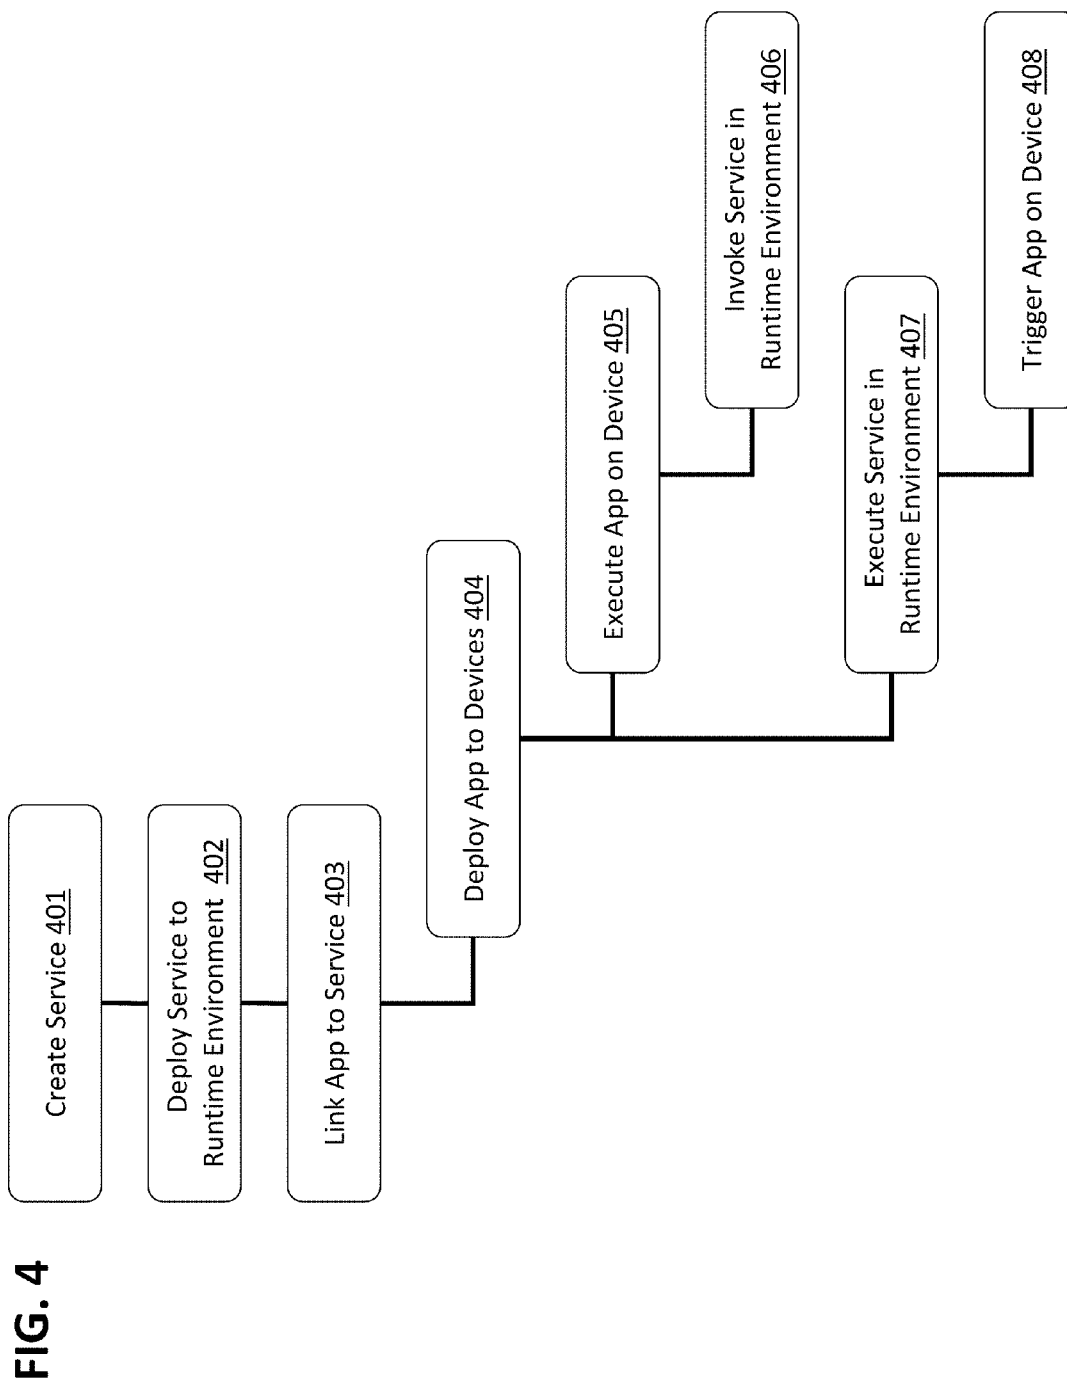 FIG. 4
Create Service 401
Deploy Service to
Runtime Environment 402
Link App to Service 403
Deploy App to Devices 404
Execute App on Device 405
Invoke Service in
Runtime Environment 406
Execute Service in
Runtime Environment 407
Trigger App on Device 408